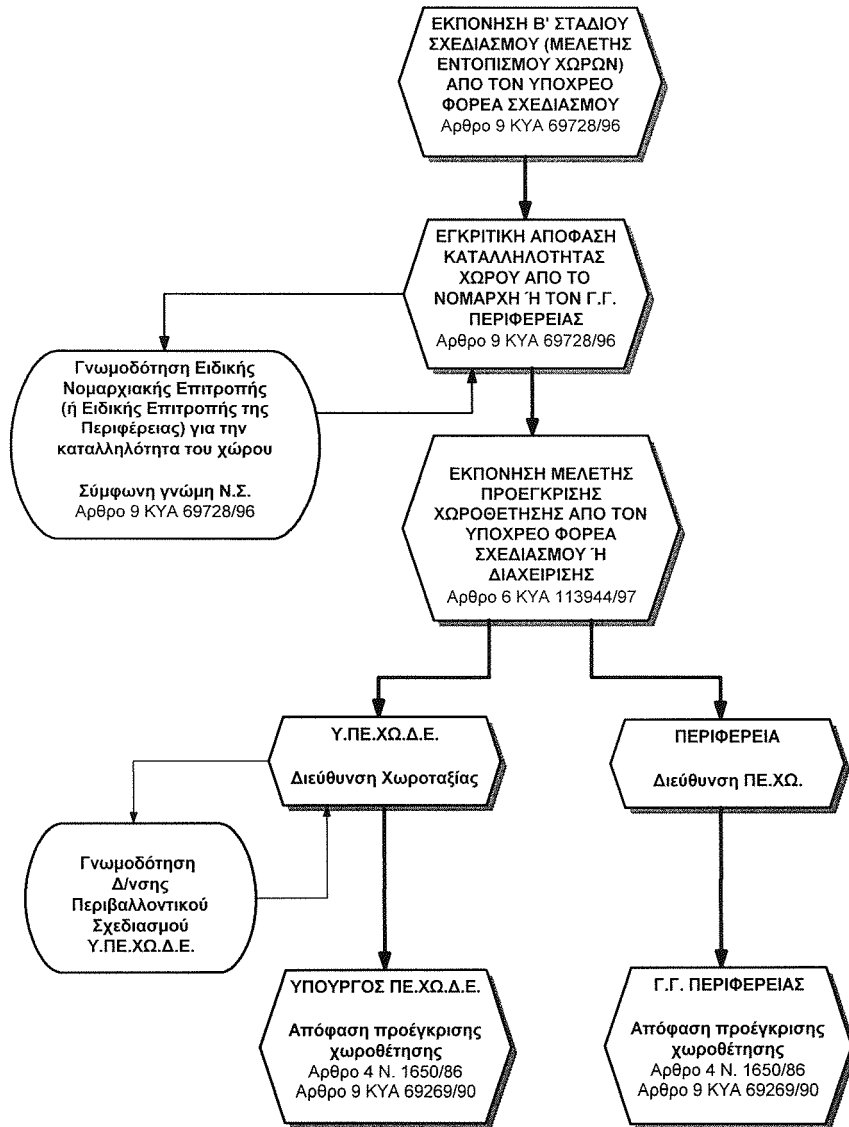 ΕΚΠΟΝΗΣΗ Β' ΣΤΑΔΙΟΥ
ΣΧΕΔΙΑΣΜΟΥ (ΜΕΛΕΤΗΣ
ΕΝΤΟΠΙΣΜΟΥ ΧΩΡΩΝ)
ΑΠΟ ΤΟΝ ΥΠΟΧΡΕΟ
ΦΟΡΕΑ ΣΧΕΔΙΑΣΜΟΥ
Αρθρο 9 ΚΥΑ 69728/96
ΕΓΚΡΙΤΙΚΗ ΑΠΟΦΑΣΗ
ΚΑΤΑΛΛΗΛΟΤΗΤΑΣ
ΧΩΡΟΥ ΑΠΟ ΤΟ
ΝΟΜΑΡΧΗ Ή ΤΟΝ Γ.Γ.
ΠΕΡΙΦΕΡΕΙΑΣ
Αρθρο 9 ΚΥΑ 69728/96
Γνωμοδότηση Ειδικής
Νομαρχιακής Επιτροπής
(ή Ειδικής Επιτροπής της
Περιφέρειας) για την
καταλληλότητα του χώρου
Σύμφωνη γνώμη Ν.Σ.
Αρθρο 9 ΚΥΑ 69728/96
ΕΚΠΟΝΗΣΗ ΜΕΛΕΤΗΣ
ΠΡΟΕΓΚΡΙΣΗΣ
ΧΩΡΟΘΕΤΗΣΗΣ ΑΠΟ ΤΟΝ
ΥΠΟΧΡΕΟ ΦΟΡΕΑ
ΣΧΕΔΙΑΣΜΟΥ Ή
ΔΙΑΧΕΙΡΙΣΗΣ
Αρθρο 6 ΚΥΑ 113944/97
Υ.ΠΕ.ΧΩ.Δ.Ε.
Διεύθυνση Χωροταξίας
ΠΕΡΙΦΕΡΕΙΑ
Διεύθυνση ΠΕ.ΧΩ.
Γνωμοδότηση
Δ/νσης
Περιβαλλοντικού
Σχεδιασμού
Υ.ΠΕ.ΧΩ.Δ.Ε.
ΥΠΟΥΡΓΟΣ ΠΕ.ΧΩ.Δ.Ε.
Απόφαση προέγκρισης
χωροθέτησης
Αρθρο 4 Ν. 1650/86
Αρθρο 9 ΚΥΑ 69269/90
Γ.Γ. ΠΕΡΙΦΕΡΕΙΑΣ
Απόφαση προέγκρισης
χωροθέτησης
Αρθρο 4 Ν. 1650/86
Αρθρο 9 ΚΥΑ 69269/90